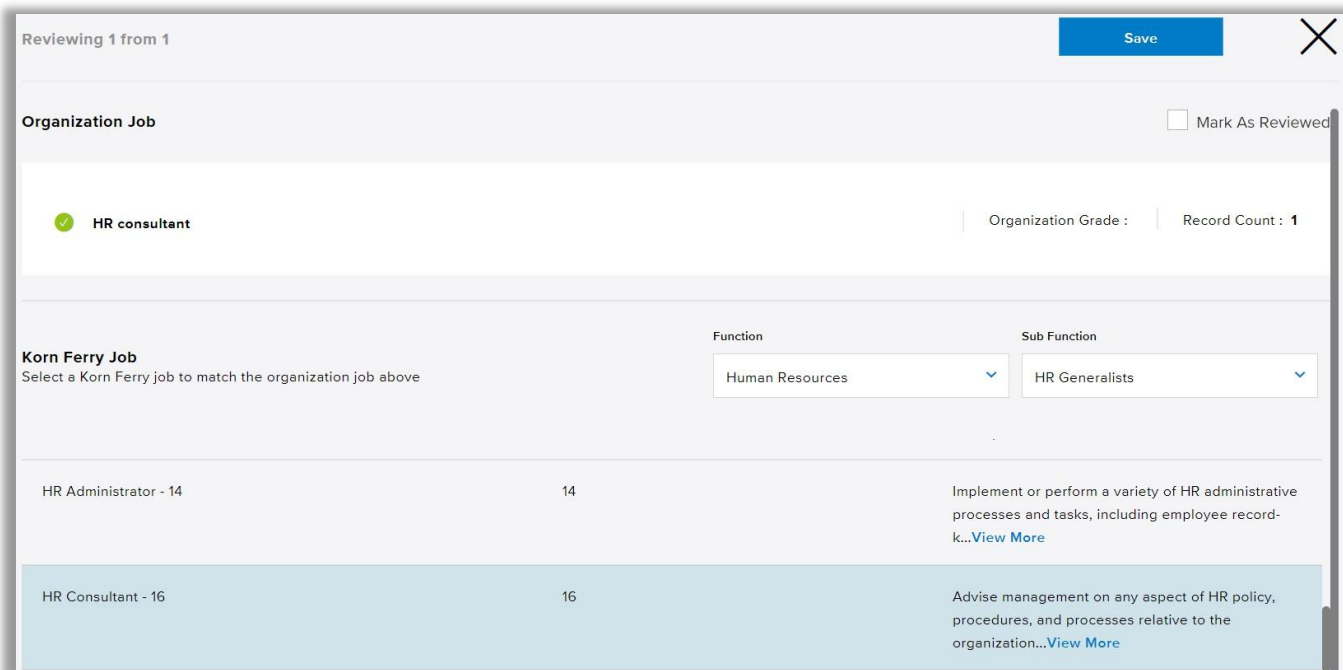 Reviewing 1 from 1
Save
Organization Job
Mark As Reviewed
HR consultant
Organization Grade :
Record Count : 1
Function
Sub Function
Korn Ferry Job
Select a Korn Ferry job to match the organization job above
Human Resources
HR Generalists
HR Administrator - 14
14
Implement or perform a variety of HR administrative
processes and tasks, including employee record-
k...View More
HR Consultant - 16
16
Advise management on any aspect of HR policy,
procedures, and processes relative to the
organization...View More